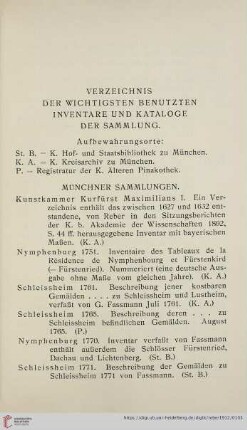 VERZEICHNIS
DER WICHTIGSTEN BENUTZTEN
INVENTARE UND KATALOGE
DER SAMMLUNG.
Aufbewahrungsorte:
St. B. — K. Hof- und Staatsbibliothek zu München.
K. A. — K. Kreisarchiv zu München.
P. — Registratur der K. Älteren Pinakothek.
MÜNCHNER SAMMLUNGEN.
Kunstkammer Kurfürst Maximilians I. Ein Ver-
zeichnis enthält das zwischen 1627 und 1632 ent-
standene, von Reber in den Sitzungsberichten
der K. b. Akademie der Wissenschaften 1892,
S. 44 ff. herausgegebene Inventar mit bayerischen
Maßen. (K. A.)
Nymphenburg 1751. Inventaire des Tableaux de la
Résidence de Nymphenbourg et Fürstenkird
(= Fürstenried). Nummeriert (eine deutsche Aus-
gabe ohne Maße vom gleichen Jahre). (K. A.)
Schleissheim 1761. Beschreibung jener kostbaren
Gemälde . . . . zu Schleissheim und Lustheim,
verfaßt von G. Fassmann Juli 1761. (K. A.)
Schleissheim 1765. Beschreibung deren . . . zu
Schleissheim befindlichen Gemälden. August
1765. (P.)
Nymphenburg 1770. Inventar verfaßt von Fassmann
enthält außerdem die Schlösser Fürstenried,
Dachau und Lichtenberg. (St. B.)
Schleissheim 1771. Beschreibung der Gemälden zu
Schleissheim 1771 von Fassmann. (St. B.)